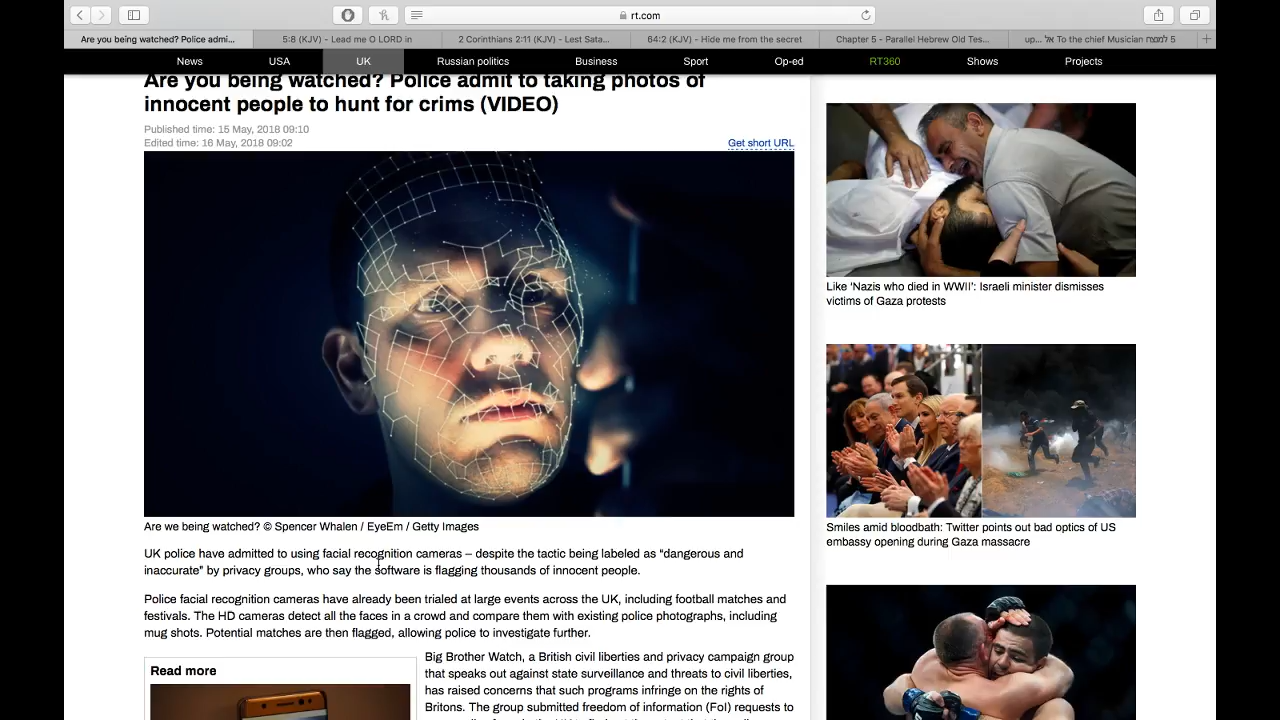 rt.com
Are you being watched? Police admi...
5:8 (KJV) - Lead me O LORD in
2 Corinthians 2:11 (KJV) - Lest Sata...
64:2 (KJV) - Hide me from the secret
Chapter 5 - Parallel Hebrew Old Tes...
up... אל To the chief Musician למנצח 5
News
USA
UK
Russian politics
Business
Sport
Op-ed
RT360
Shows
Projects
Are you being watched? Police admit to taking photos of
innocent people to hunt for crims (VIDEO)
Published time: 15 May, 2018 09:10
Edited time: 16 May, 2018 09:02
Get short URL
Are we being watched? © Spencer Whalen / EyeEm / Getty Images
UK police have admitted to using facial recognition cameras – despite the tactic being labeled as “dangerous and
inaccurate” by privacy groups, who say the software is flagging thousands of innocent people.
Police facial recognition cameras have already been trialed at large events across the UK, including football matches and
festivals. The HD cameras detect all the faces in a crowd and compare them with existing police photographs, including
mug shots. Potential matches are then flagged, allowing police to investigate further.
Read more
Big Brother Watch, a British civil liberties and privacy campaign group
that speaks out against state surveillance and threats to civil liberties,
has raised concerns that such programs infringe on the rights of
Britons. The group submitted freedom of information (FoI) requests to
Like ‘Nazis who died in WWII’: Israeli minister dismisses
victims of Gaza protests
Smiles amid bloodbath: Twitter points out bad optics of US
embassy opening during Gaza massacre